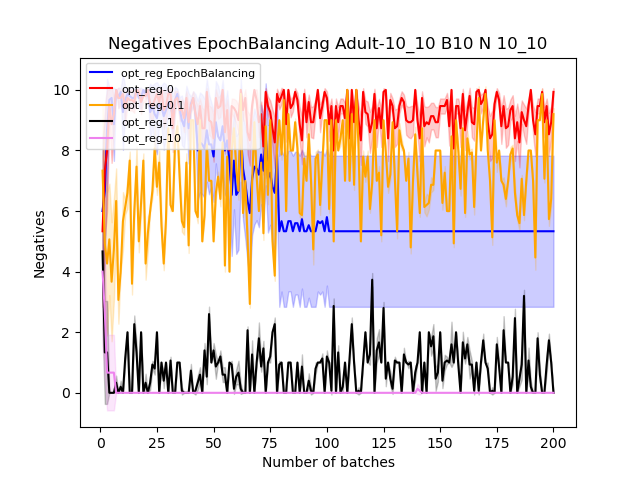 Negatives EpochBalancing Adult-10_10 B10 N 10_10
opt_reg EpochBalancing
opt_reg-0
opt_reg-0.1
opt_reg-1
opt_reg-10
Negatives
10
8
6
4
2
0
0 25 50 75 100 125 150 175 200
Number of batches